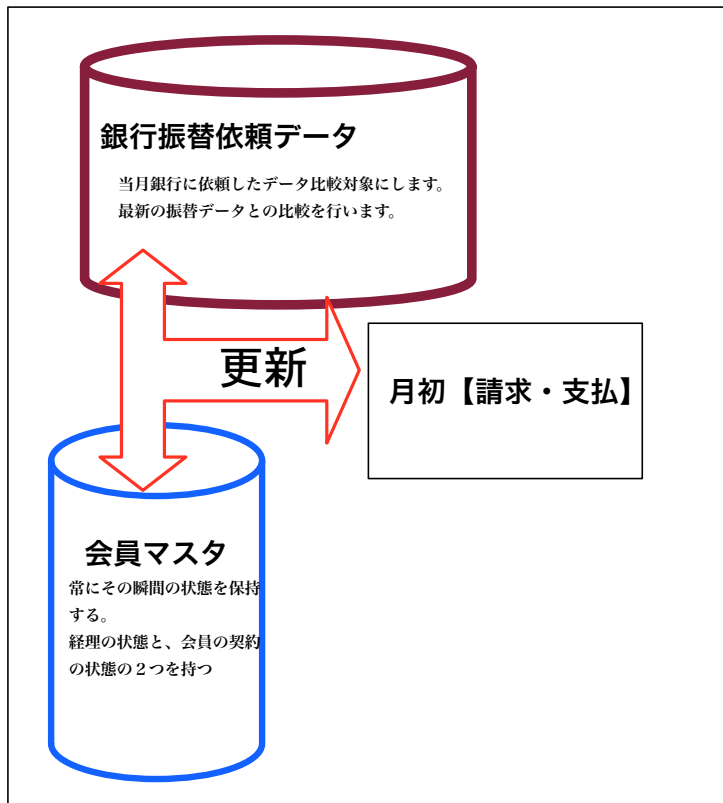 銀行振替依頼データ
当月銀行に依頼したデータ比較対象にします。
最新の振替データとの比較を行います。
更新
月初【請求・支払】
会員マスタ
常にその瞬間の状態を保持
する。
経理の状態と、会員の契約
の状態の２つを持つ